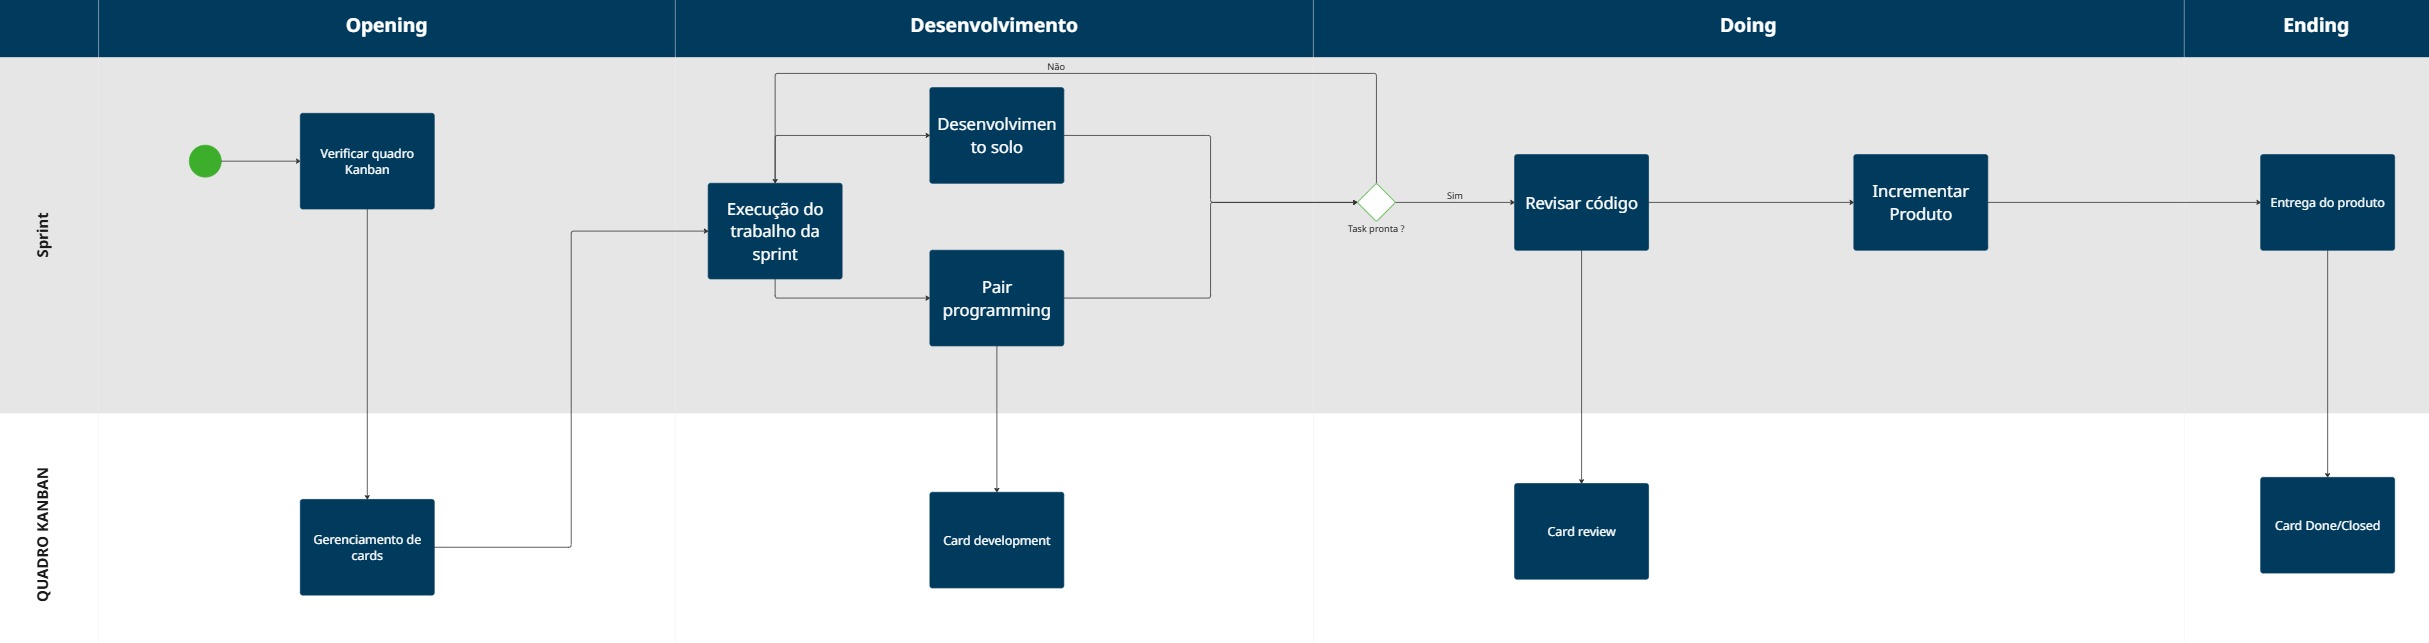 Opening
Desenvolvimento
Doing
Ending
Sprint
Não
Verificar quadro
Kanban
Execução do
trabalho da
sprint
Desenvolvimen
to solo
Pair
programming
Task pronta ?
Sim
Revisar código
Incrementar
Produto
Entrega do produto
QUADRO KANBAN
Gerenciamento de
cards
Card development
Card review
Card Done/Closed